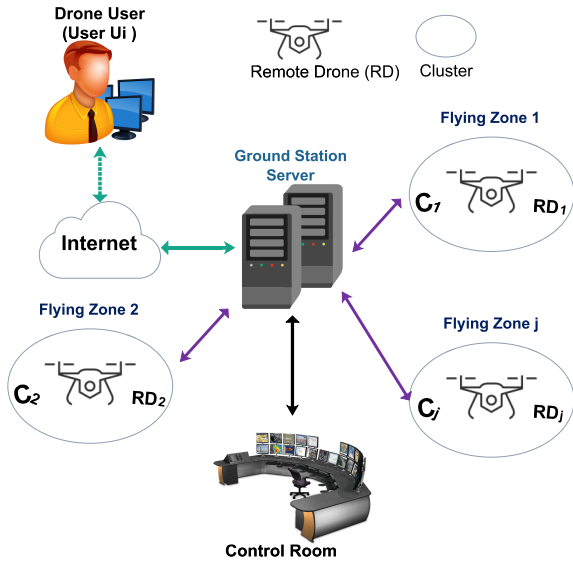 Drone User
(User Ui )
Remote Drone (RD)
Cluster
Flying Zone 1
Ground Station
Server
C1
RD1
Internet
Flying Zone 2
Flying Zone j
C2
RD2
Cj
RDj
Control Room